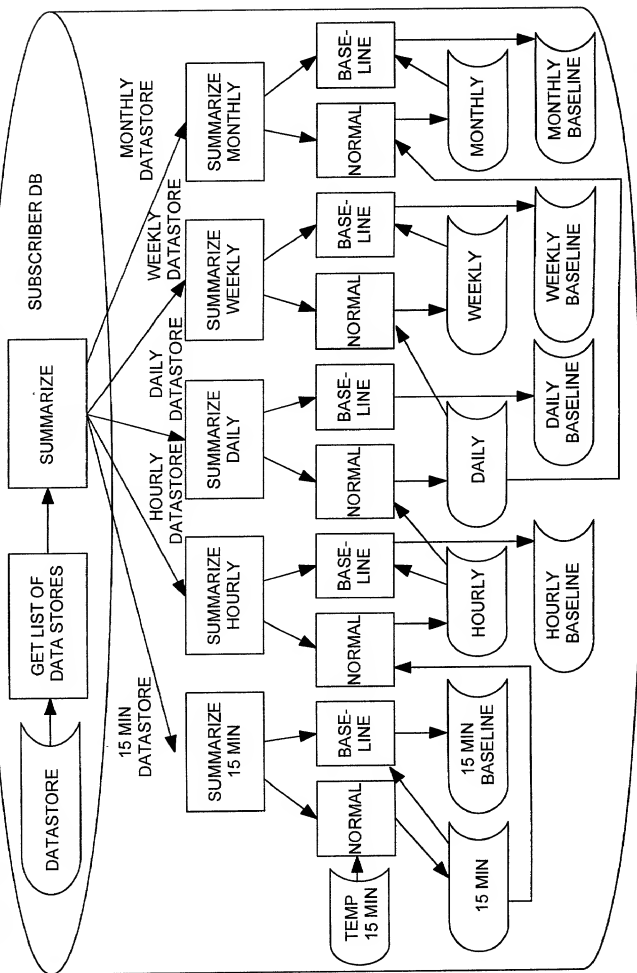 SUBSCRIBER DB
DATASTORE
GET LIST OF
DATA STORES
SUMMARIZE
15 MIN
DATASTORE
HOURLY
DATASTORE
DAILY
DATASTORE
WEEKLY
DATASTORE
MONTHLY
DATASTORE
SUMMARIZE
15 MIN
SUMMARIZE
HOURLY
SUMMARIZE
DAILY
SUMMARIZE
WEEKLY
SUMMARIZE
MONTHLY
TEMP
15 MIN
NORMAL
BASE-
LINE
NORMAL
BASE-
LINE
NORMAL
BASE-
LINE
NORMAL
BASE-
LINE
NORMAL
BASE-
LINE
15 MIN
15 MIN
BASELINE
HOURLY
HOURLY
BASELINE
DAILY
DAILY
BASELINE
WEEKLY
WEEKLY
BASELINE
MONTHLY
MONTHLY
BASELINE